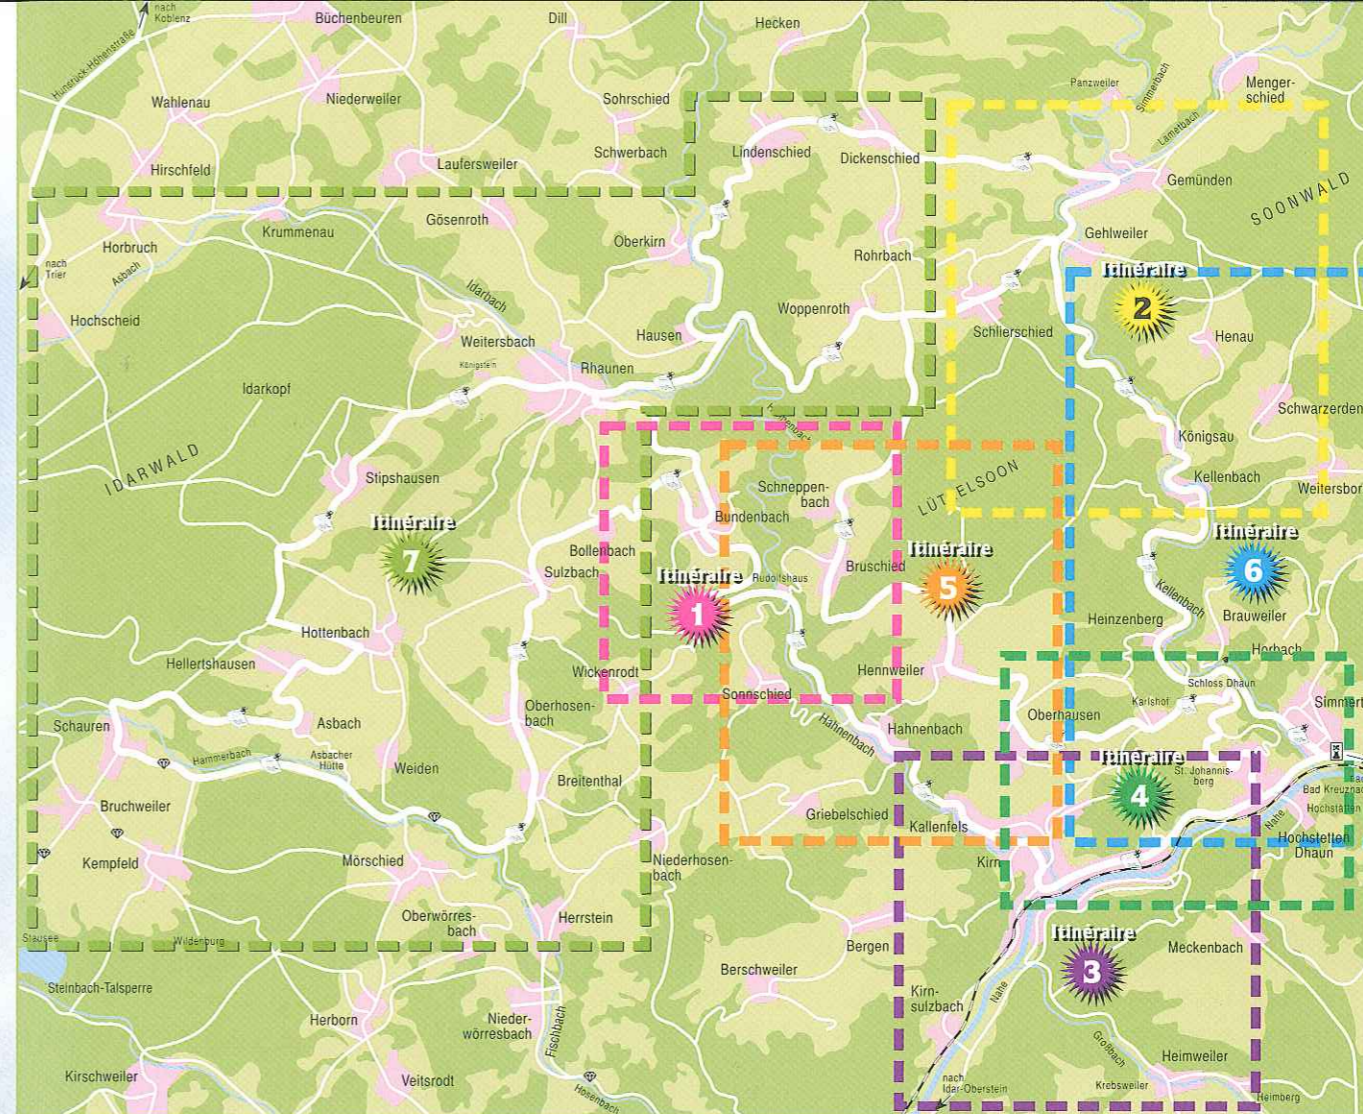 nach
Koblenz
Büchenbeuren
Dill
Hecken
Hunsrück-Höhenstraße
Wahlenau
Niederweiler
Sohrschied
Panzweiler
Simmerbach
Menger-
schied
Lametbach
Hirschfeld
Laufersweiler
Schwerbach
Lindenschied
Dickenschied
Gemünden
SOONWALD
Horbruch
Krummenau
Gösenroth
Oberkirn
Rohrbach
Gehlweiler
nach
Trier
Asbach
Idarbach
Itinéraire
2
Hochscheid
Weitersbach
Hausen
Woppenroth
Schlierschied
Henau
Königstein
Rhaunen
Idarkopf
Schwarzerden
IDARWALD
Stipshausen
Königsau
Kellenbach
Weitersbor
LÜTZELSOON
Schneppen-
bach
Bundenbach
Itinéraire
7
Bollenbach
Sulzbach
Itinéraire
1
Rudolfshaus
Bruschied
Itinéraire
5
Itinéraire
6
Kellenbach
Heinzenberg
Brauweiler
Hottenbach
Hellertshausen
Wickenrodt
Sonnschied
Hennweiler
Horbach
Schloss Dhaun
Karlshof
Simmert
Schauren
Asbach
Oberhosen-
bach
Hahnenbach
Hahnenbach
Oberhausen
Hammerbach
Asbacher
Hütte
Weiden
Breitenthal
Itinéraire
4
St. Johannis-
berg
Bad Kreuznac
Hochstätten
Nahe
Hochstetten
Dhaun
Bruchweiler
Griebelschied
Kallenfels
Kirn
Kempfeld
Mörschied
Niederhosen-
bach
Oberwörres-
bach
Herrstein
Itinéraire
3
Meckenbach
Bergen
Stausee
Wildenburg
Steinbach-Talsperre
Berschweiler
Kirn-
sulzbach
Nahe
Herborn
Nieder-
wörresbach
Fischbach
Großbach
Heimweiler
Kirschweiler
Veitsrodt
Hosenbach
nach
Idar-Oberstein
Krebsweiler
Heimberg